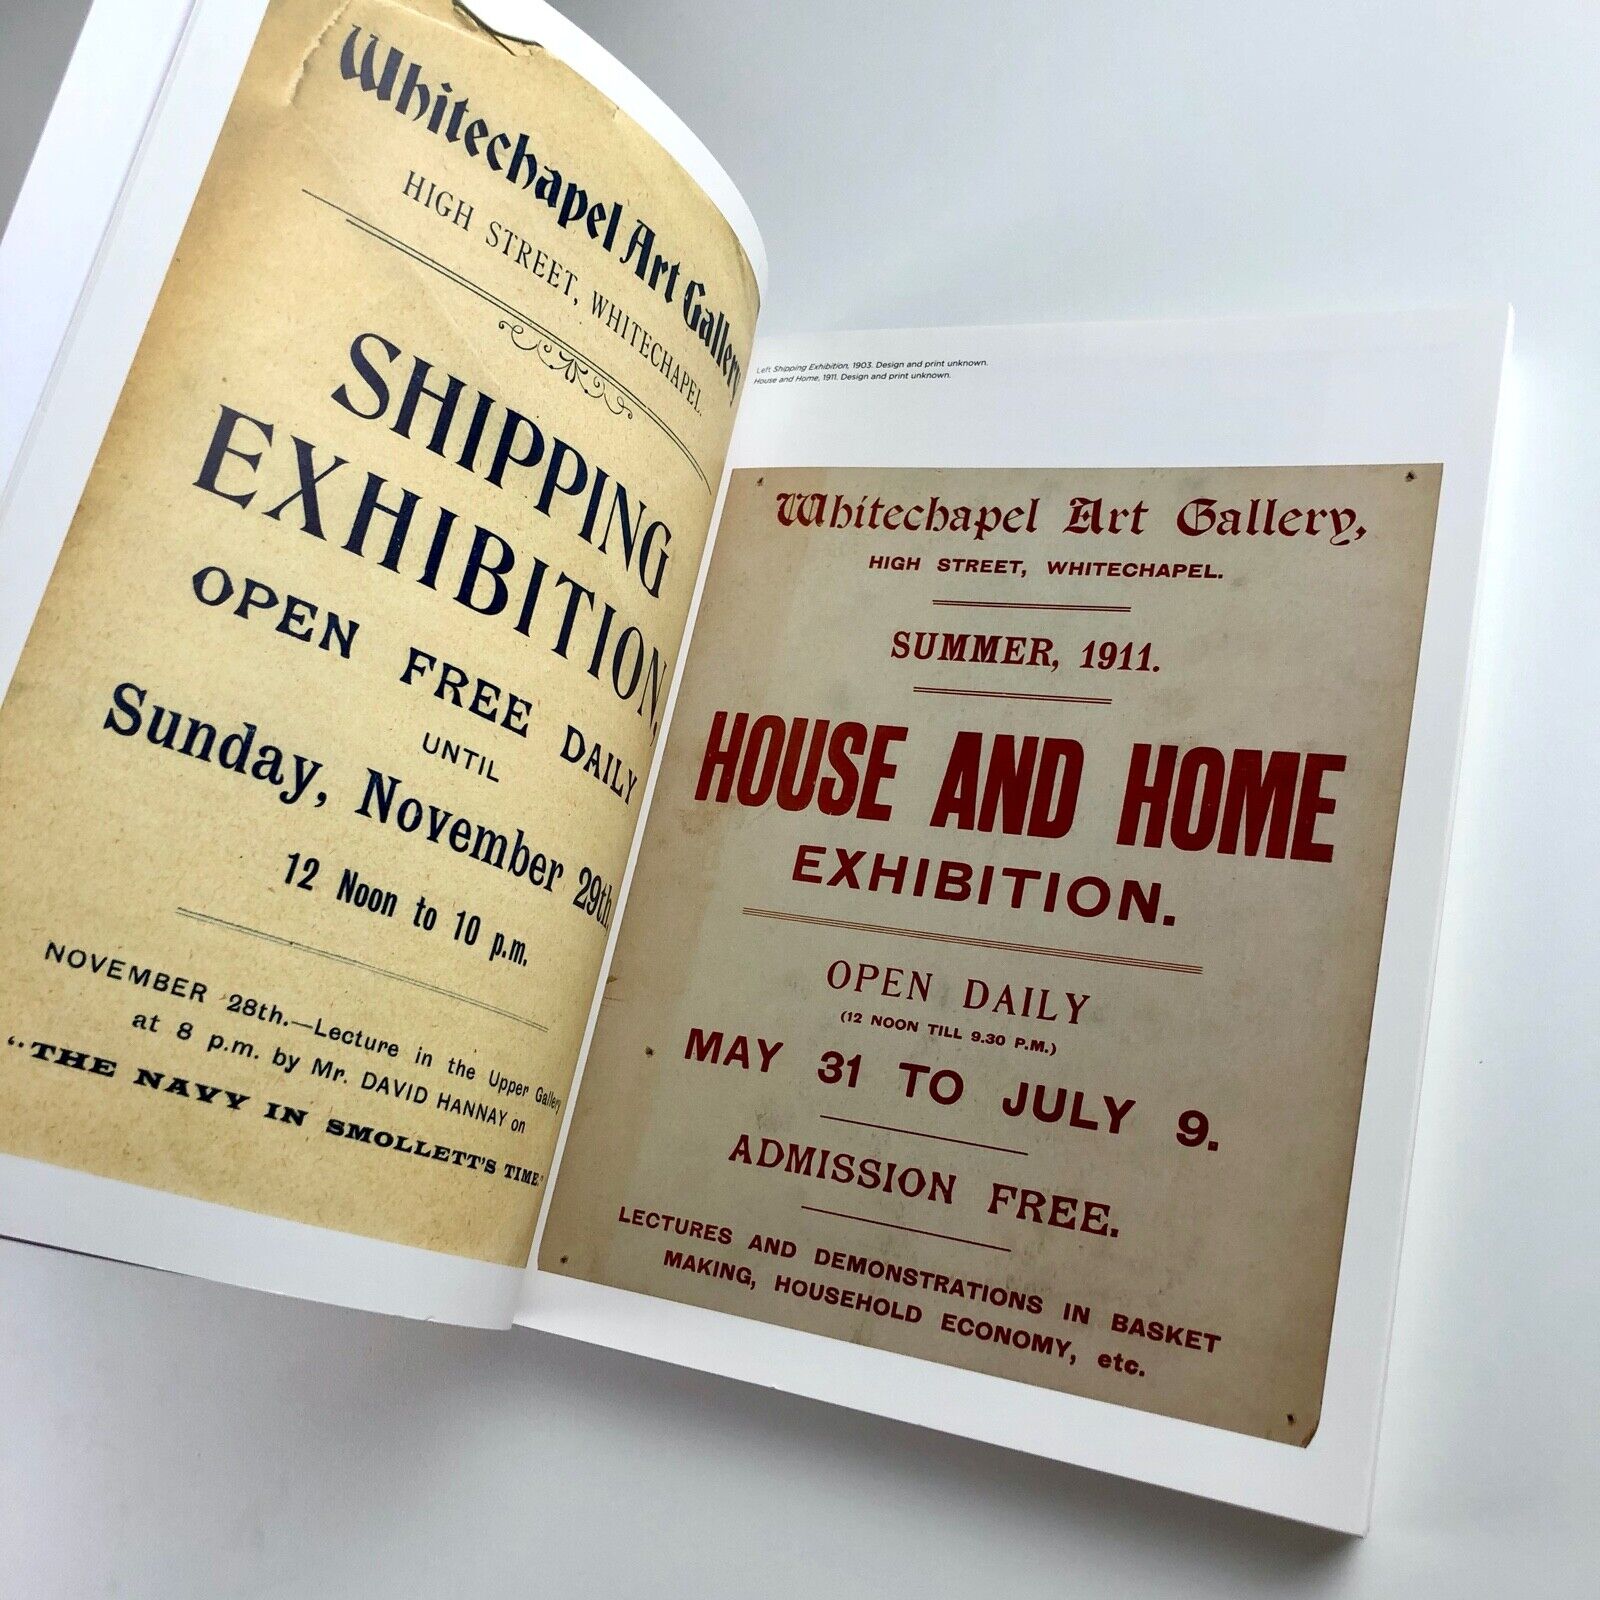 Whitechapel Art Gallery
HIGH STREET, WHITECHAPEL.
SHIPPING
EXHIBITION,
OPEN FREE DAILY
UNTIL
Sunday, November 29th,
12 Noon to 10 p.m.
NOVEMBER 28th.—Lecture in the Upper Gallery
at 8 p.m. by Mr. DAVID HANNAY on
"THE NAVY IN SMOLLETT'S TIME"
Left Shipping Exhibition, 1903. Design and print unknown.
House and Home, 1911. Design and print unknown.
Whitechapel Art Gallery,
HIGH STREET, WHITECHAPEL.
SUMMER, 1911.
HOUSE AND HOME
EXHIBITION.
OPEN DAILY
(12 NOON TILL 9.30 P.M.)
MAY 31 TO JULY 9.
ADMISSION FREE.
LECTURES AND DEMONSTRATIONS IN BASKET
MAKING, HOUSEHOLD ECONOMY, etc.